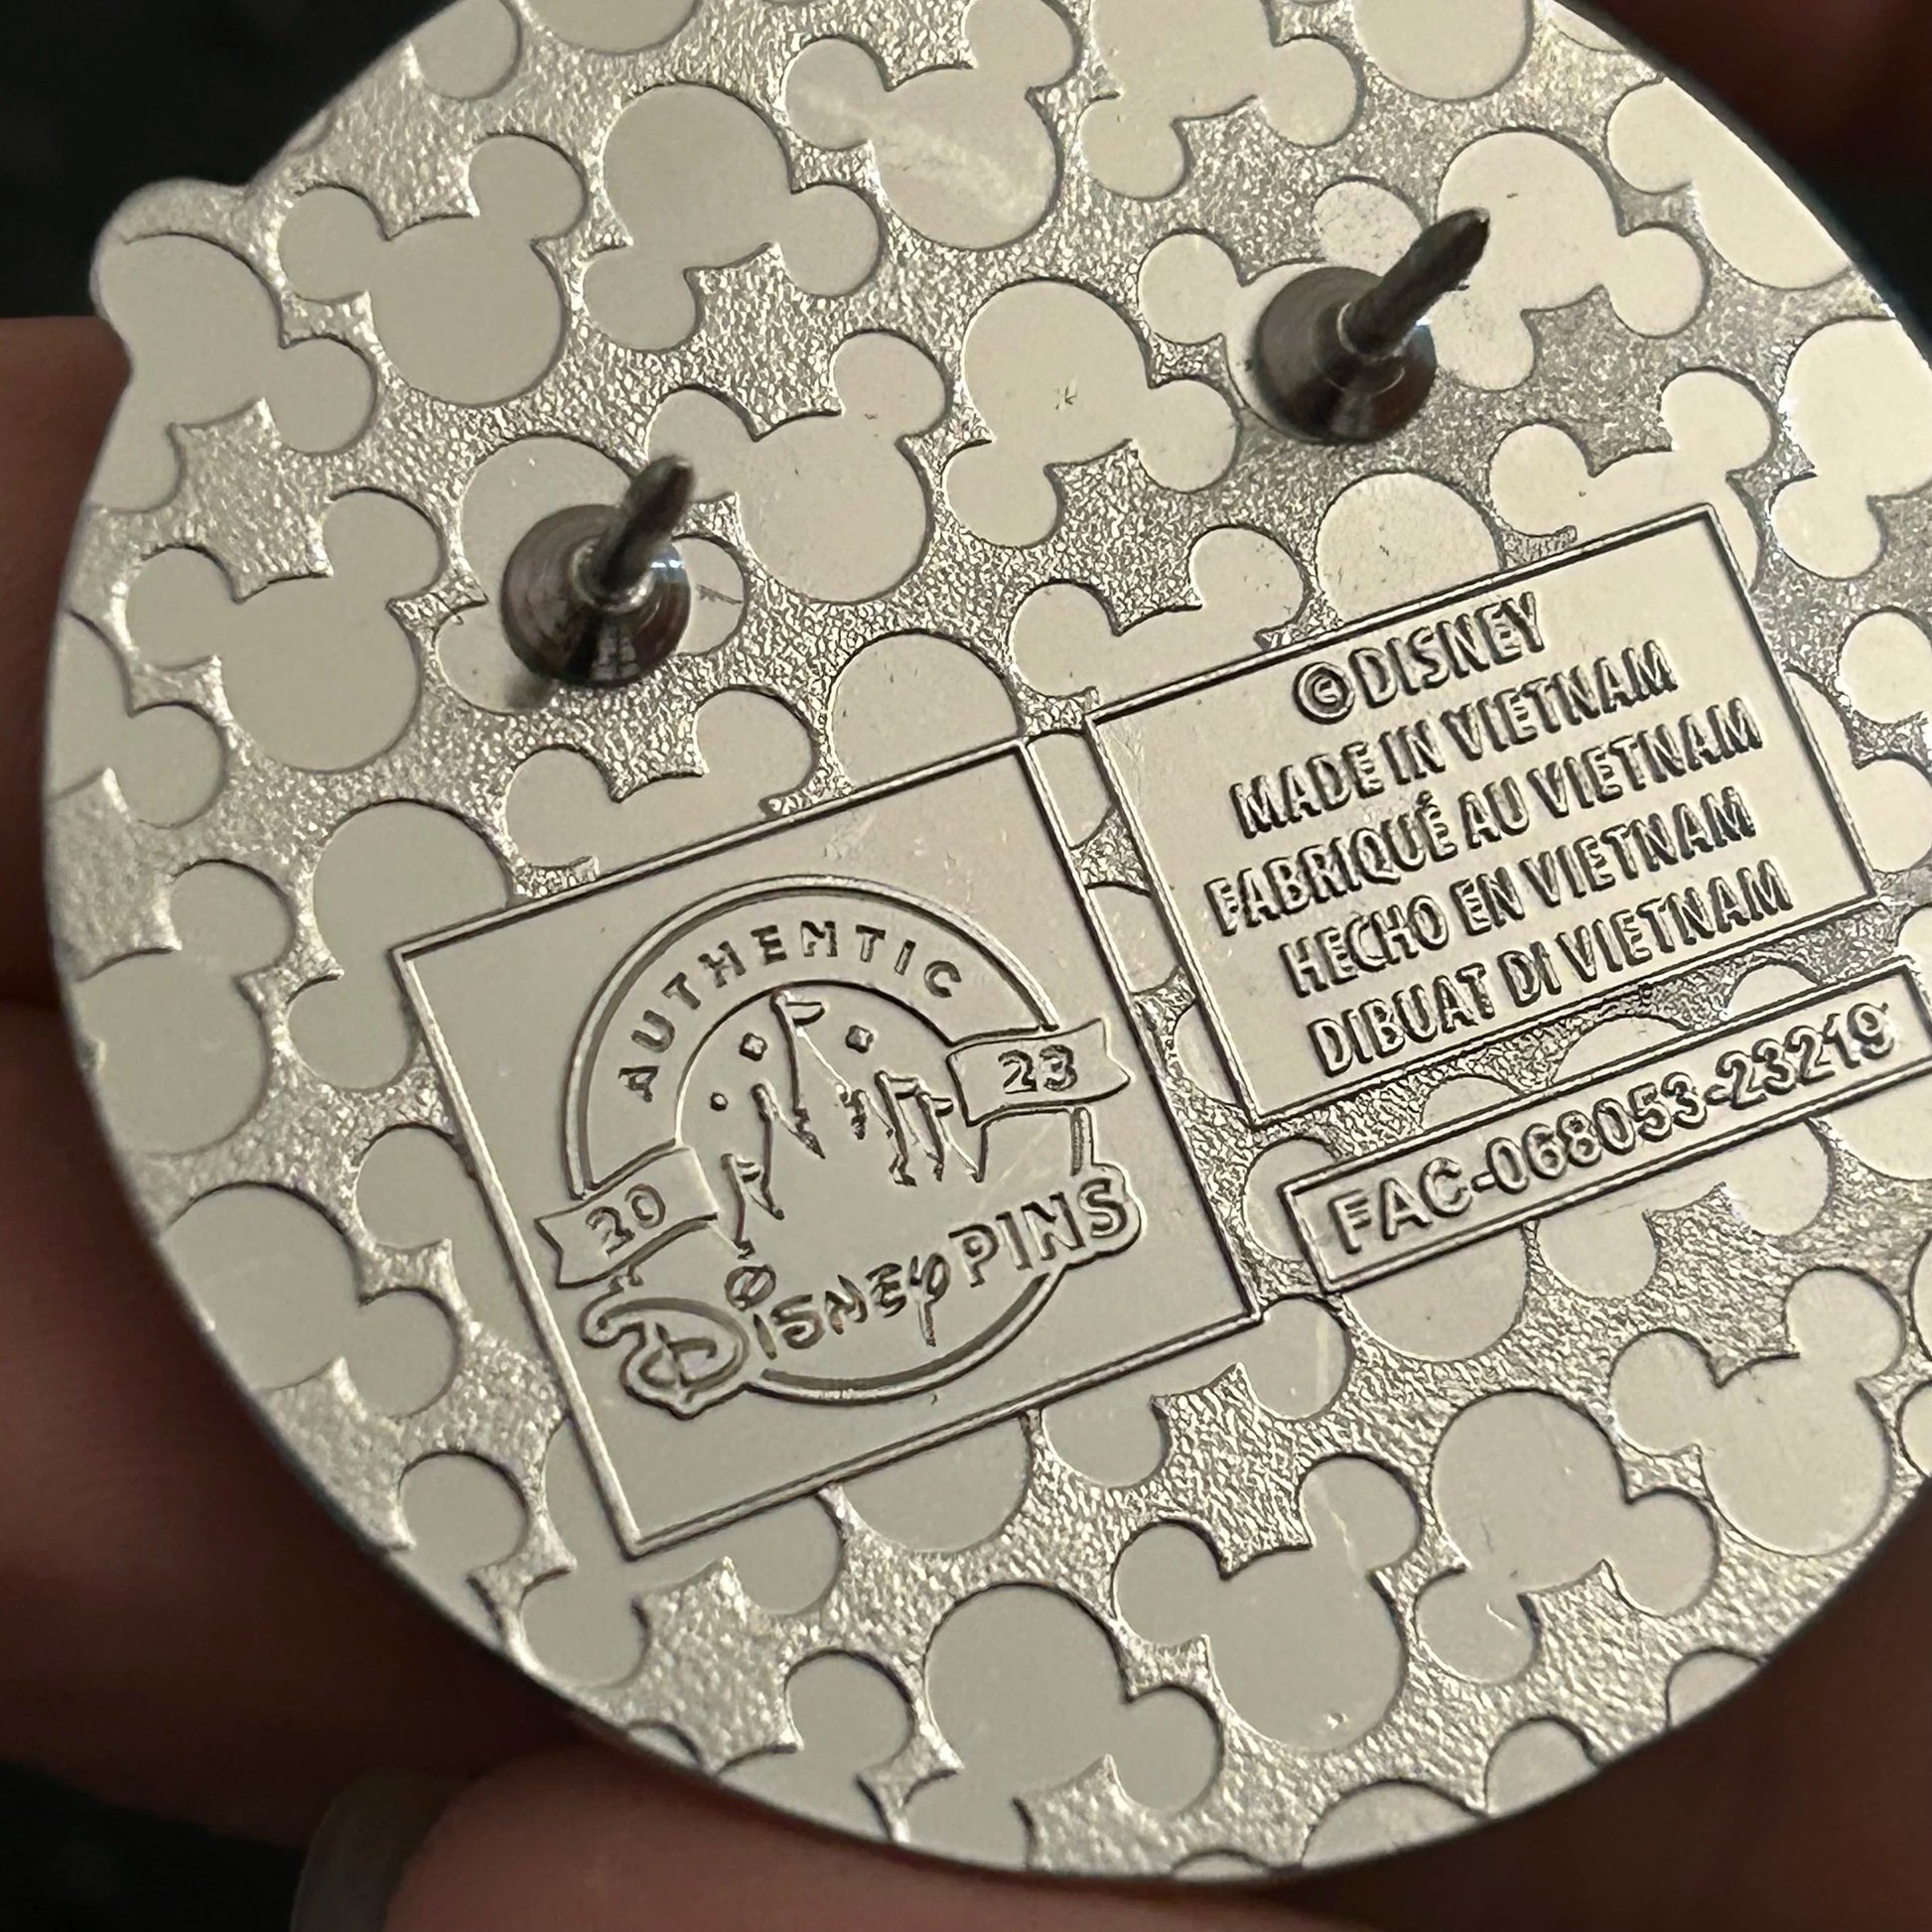 ©DISNEY
MADE IN VIETNAM
FABRIQUÉ AU VIETNAM
HECHO EN VIETNAM
DIBUAT DI VIETNAM
FAC-068053-23219
AUTHENTIC
20 23
Disney PINS